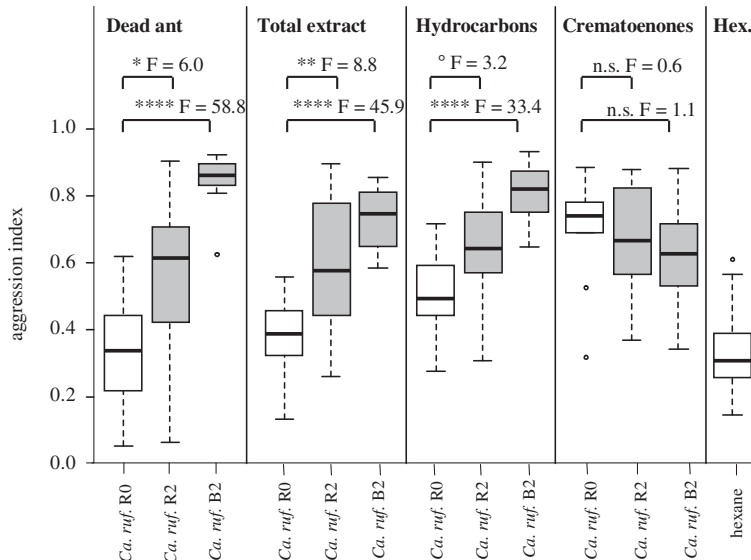 Dead ant Total extract Hydrocarbons Crematoenones Hex.
* F = 6.0 ** F = 8.8 ° F = 3.2 n.s. F = 0.6
**** F = 58.8 **** F = 45.9 **** F = 33.4 n.s. F = 1.1
1.0
0.8
0.6
0.4
0.2
0.0
aggression index
Ca. ruf. R0
Ca. ruf. R2
Ca. ruf. B2
Ca. ruf. R0
Ca. ruf. R2
Ca. ruf. B2
Ca. ruf. R0
Ca. ruf. R2
Ca. ruf. B2
Ca. ruf. R0
Ca. ruf. R2
Ca. ruf. B2
hexane